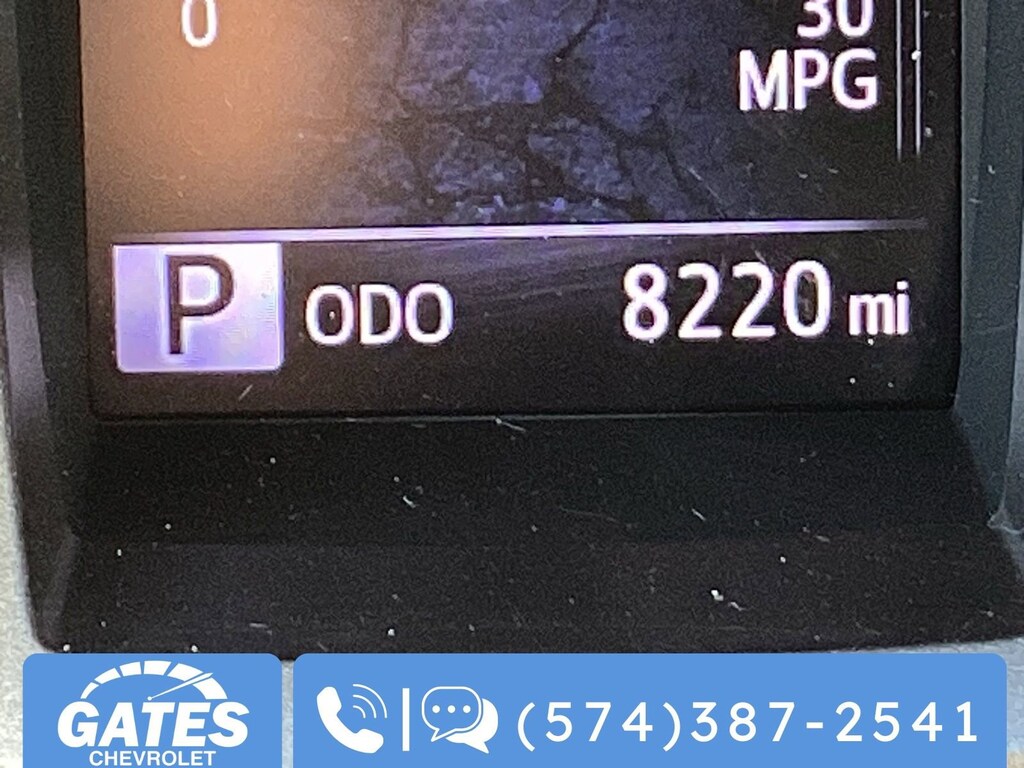 0 30
MPG
P ODO 8220 mi
GATES
CHEVROLET
(574)387-2541